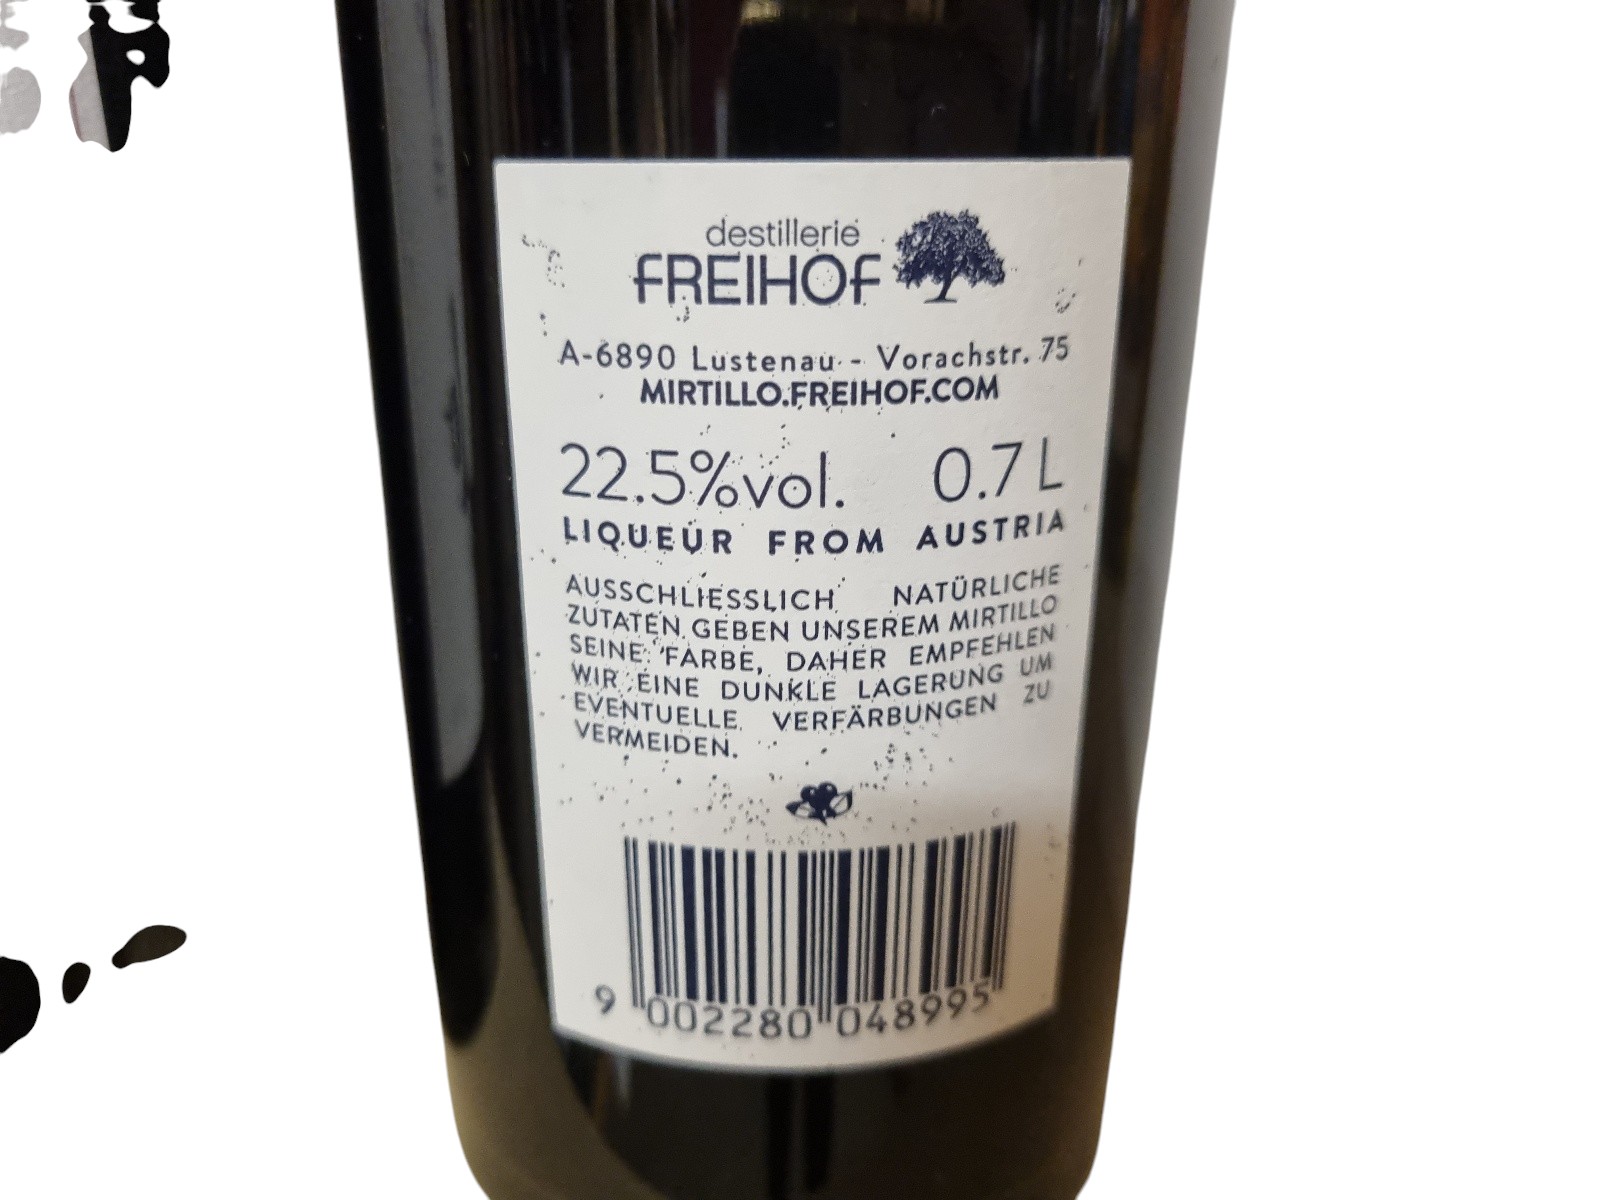 destillerie
FREIHOF
A-6890 Lustenau - Vorachstr. 75
MIRTILLO.FREIHOF.COM
22.5%vol. 0.7 L
LIQUEUR FROM AUSTRIA
AUSSCHLIESSLICH NATÜRLICHE
ZUTATEN GEBEN UNSEREM MIRTILLO
SEINE FARBE, DAHER EMPFEHLEN
WIR EINE DUNKLE LAGERUNG UM
EVENTUELLE VERFÄRBUNGEN ZU
VERMEIDEN.
9 002280 048995